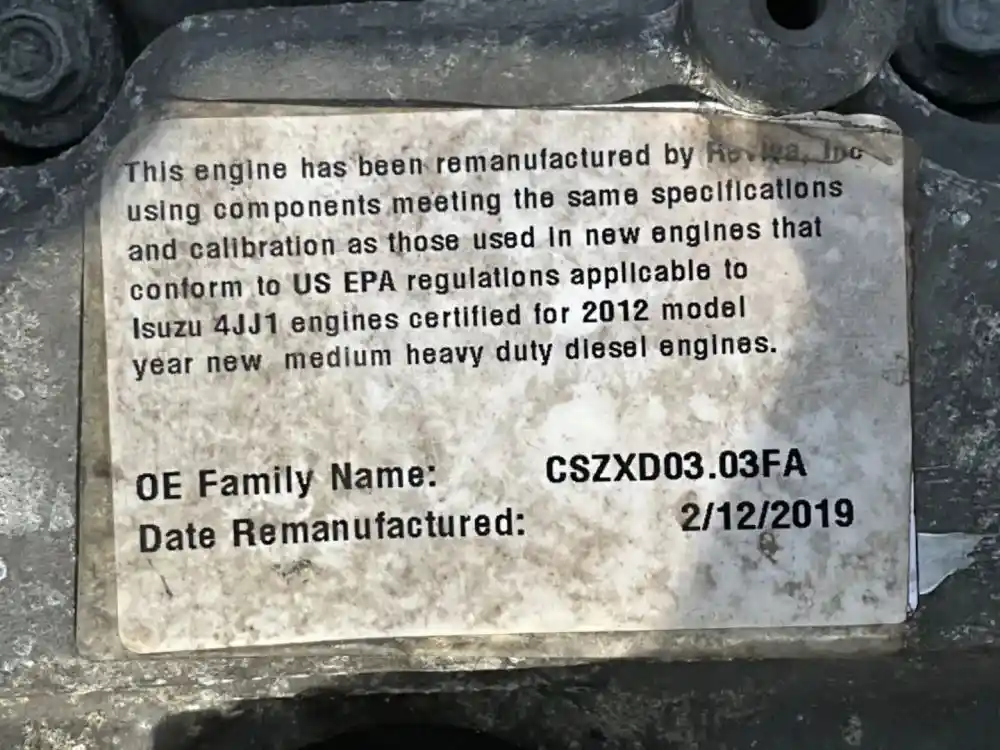 This engine has been remanufactured by Reviva, Inc
using components meeting the same specifications
and calibration as those used in new engines that
conform to US EPA regulations applicable to
Isuzu 4JJ1 engines certified for 2012 model
year new medium heavy duty diesel engines.
OE Family Name: CSZXD03.03FA
Date Remanufactured: 2/12/2019